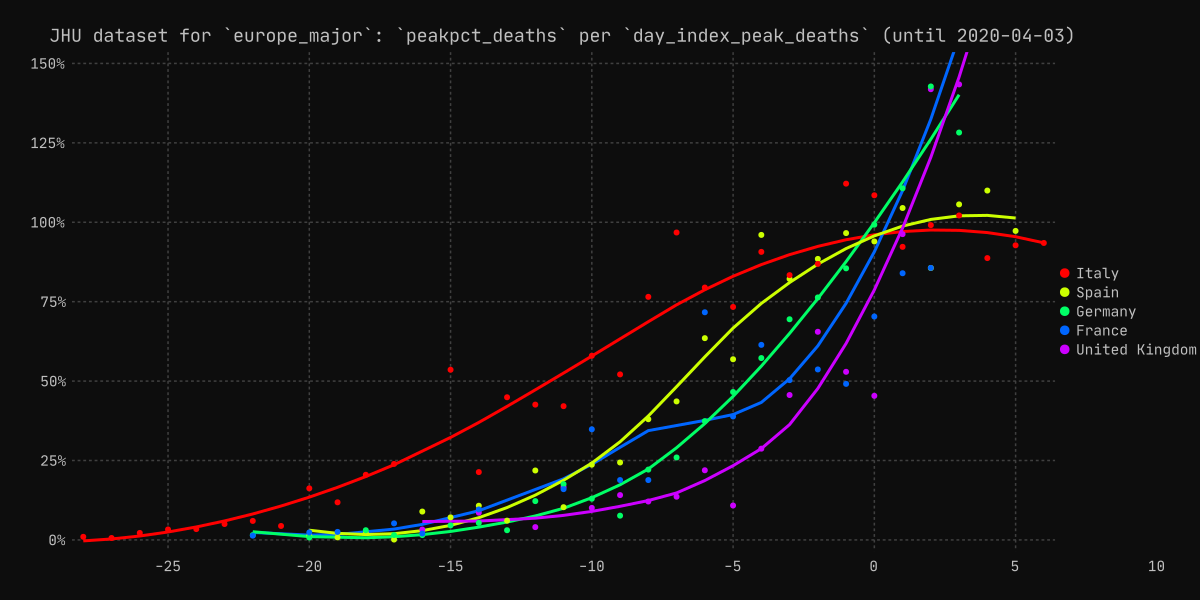 JHU dataset for `europe_major`: `peakpct_deaths` per `day_index_peak_deaths` (until 2020-04-03)
150%
125%
100%
75%
50%
25%
0%
-25 -20 -15 -10 -5 0 5 10
Italy
Spain
Germany
France
United Kingdom